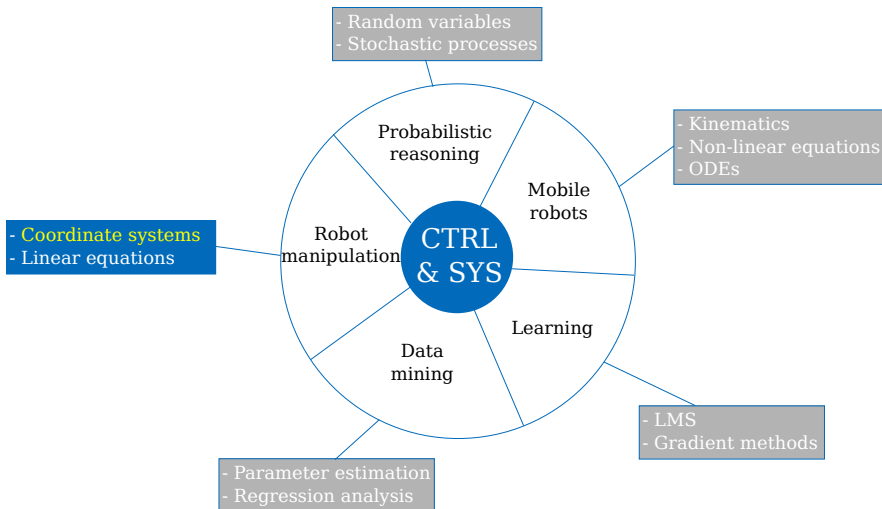 - Random variables
- Stochastic processes
Probabilistic
reasoning
- Kinematics
- Non-linear equations
- ODEs
Mobile
robots
- Coordinate systems
- Linear equations
Robot
manipulation
CTRL
& SYS
Learning
Data
mining
- LMS
- Gradient methods
- Parameter estimation
- Regression analysis